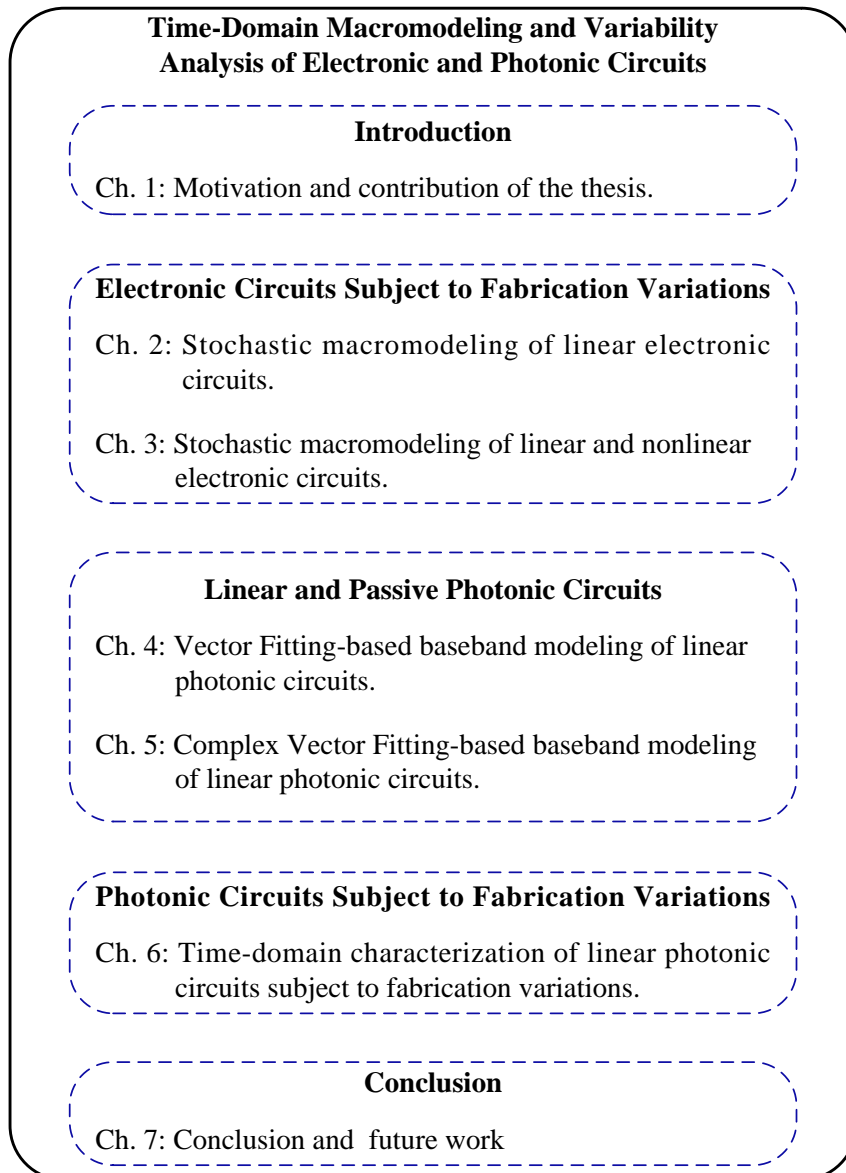 Time-Domain Macromodeling and Variability
Analysis of Electronic and Photonic Circuits
Introduction
Ch. 1: Motivation and contribution of the thesis.
Electronic Circuits Subject to Fabrication Variations
Ch. 2: Stochastic macromodeling of linear electronic
circuits.
Ch. 3: Stochastic macromodeling of linear and nonlinear
electronic circuits.
Linear and Passive Photonic Circuits
Ch. 4: Vector Fitting-based baseband modeling of linear
photonic circuits.
Ch. 5: Complex Vector Fitting-based baseband modeling
of linear photonic circuits.
Photonic Circuits Subject to Fabrication Variations
Ch. 6: Time-domain characterization of linear photonic
circuits subject to fabrication variations.
Conclusion
Ch. 7: Conclusion and future work